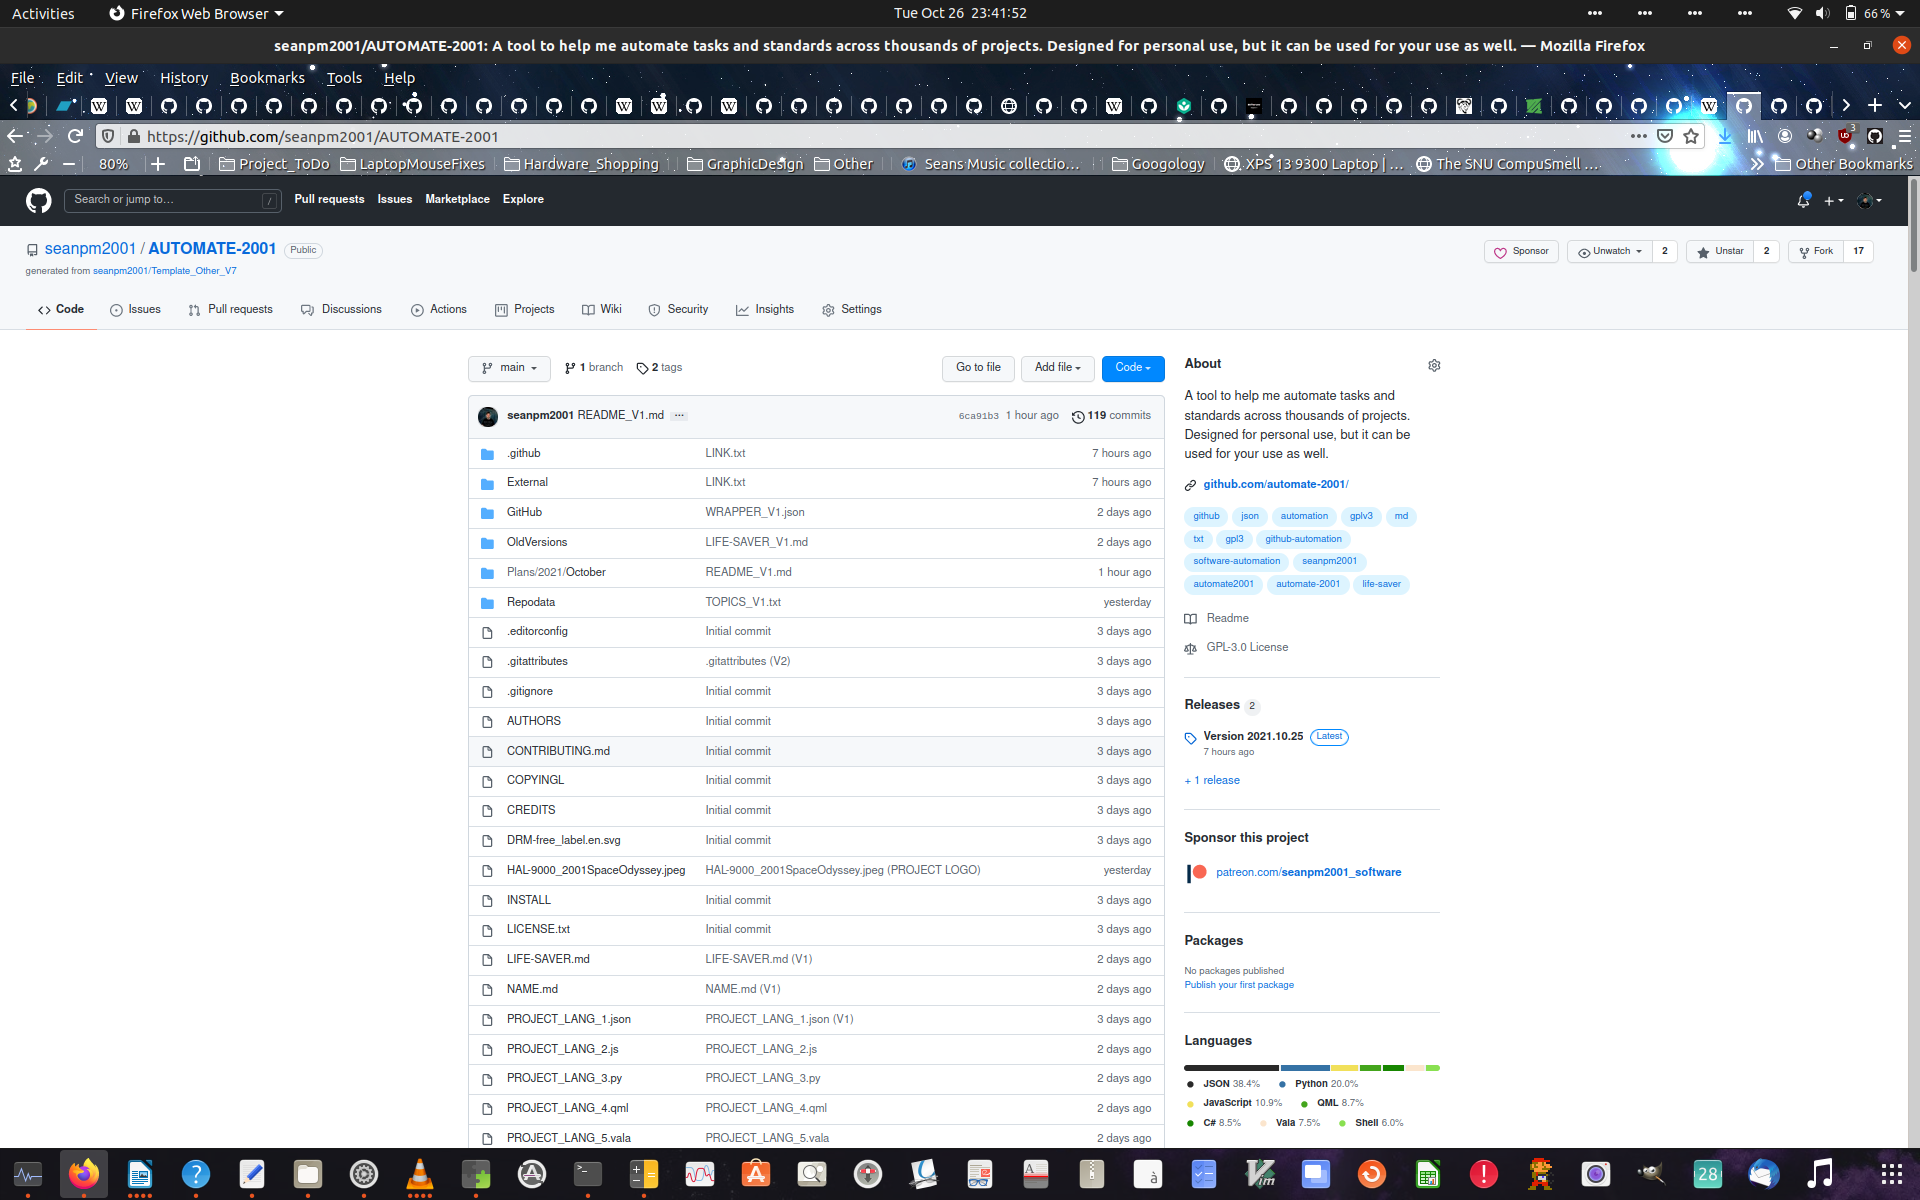 Activities Firefox Web Browser Tue Oct 26 23:41:52 66 %
seanpm2001/AUTOMATE-2001: A tool to help me automate tasks and standards across thousands of projects. Designed for personal use, but it can be used for your use as well. — Mozilla Firefox
File Edit View History Bookmarks Tools Help
https://github.com/seanpm2001/AUTOMATE-2001 3
80% Project_ToDo LaptopMouseFixes Hardware_Shopping GraphicDesign Other Seans Music collectio… Googology XPS 13 9300 Laptop | … The SNU CompuSmell … Other Bookmarks
Search or jump to… / Pull requests Issues Marketplace Explore
seanpm2001 / AUTOMATE-2001 Public Sponsor Unwatch 2 Unstar 2 Fork 17
generated from seanpm2001/Template_Other_V7
Code Issues Pull requests Discussions Actions Projects Wiki Security Insights Settings
main 1 branch 2 tags Go to file Add file Code
seanpm2001 README_V1.md ··· 6ca91b3 1 hour ago 119 commits
.github LINK.txt 7 hours ago
External LINK.txt 7 hours ago
GitHub WRAPPER_V1.json 2 days ago
OldVersions LIFE-SAVER_V1.md 2 days ago
Plans/2021/October README_V1.md 1 hour ago
Repodata TOPICS_V1.txt yesterday
.editorconfig Initial commit 3 days ago
.gitattributes .gitattributes (V2) 3 days ago
.gitignore Initial commit 3 days ago
AUTHORS Initial commit 3 days ago
CONTRIBUTING.md Initial commit 3 days ago
COPYINGL Initial commit 3 days ago
CREDITS Initial commit 3 days ago
DRM-free_label.en.svg Initial commit 3 days ago
HAL-9000_2001SpaceOdyssey.jpeg HAL-9000_2001SpaceOdyssey.jpeg (PROJECT LOGO) yesterday
INSTALL Initial commit 3 days ago
LICENSE.txt Initial commit 3 days ago
LIFE-SAVER.md LIFE-SAVER.md (V1) 2 days ago
NAME.md NAME.md (V1) 2 days ago
PROJECT_LANG_1.json PROJECT_LANG_1.json (V1) 3 days ago
PROJECT_LANG_2.js PROJECT_LANG_2.js 2 days ago
PROJECT_LANG_3.py PROJECT_LANG_3.py 2 days ago
PROJECT_LANG_4.qml PROJECT_LANG_4.qml 2 days ago
PROJECT_LANG_5.vala PROJECT_LANG_5.vala 2 days ago
About
A tool to help me automate tasks and
standards across thousands of projects.
Designed for personal use, but it can be
used for your use as well.
github.com/automate-2001/
github json automation gplv3 md
txt gpl3 github-automation
software-automation seanpm2001
automate2001 automate-2001 life-saver
Readme
GPL-3.0 License
Releases 2
Version 2021.10.25 Latest
7 hours ago
+ 1 release
Sponsor this project
patreon.com/seanpm2001_software
Packages
No packages published
Publish your first package
Languages
JSON 38.4% Python 20.0%
JavaScript 10.9% QML 8.7%
C# 8.5% Vala 7.5% Shell 6.0%
28